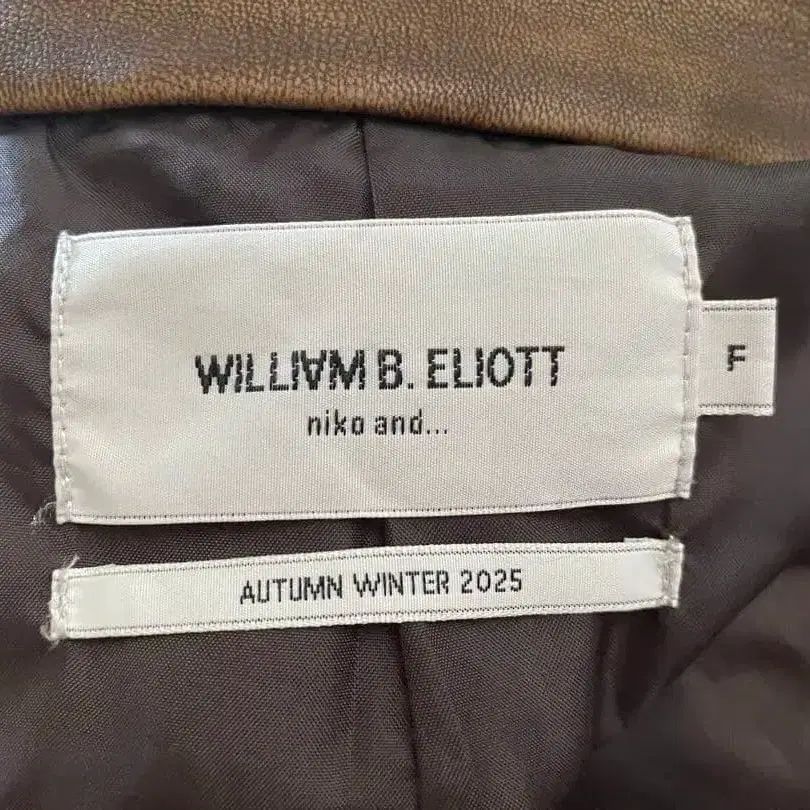 WILLIAM B. ELIOTT
niko and...
F
AUTUMN WINTER 2025